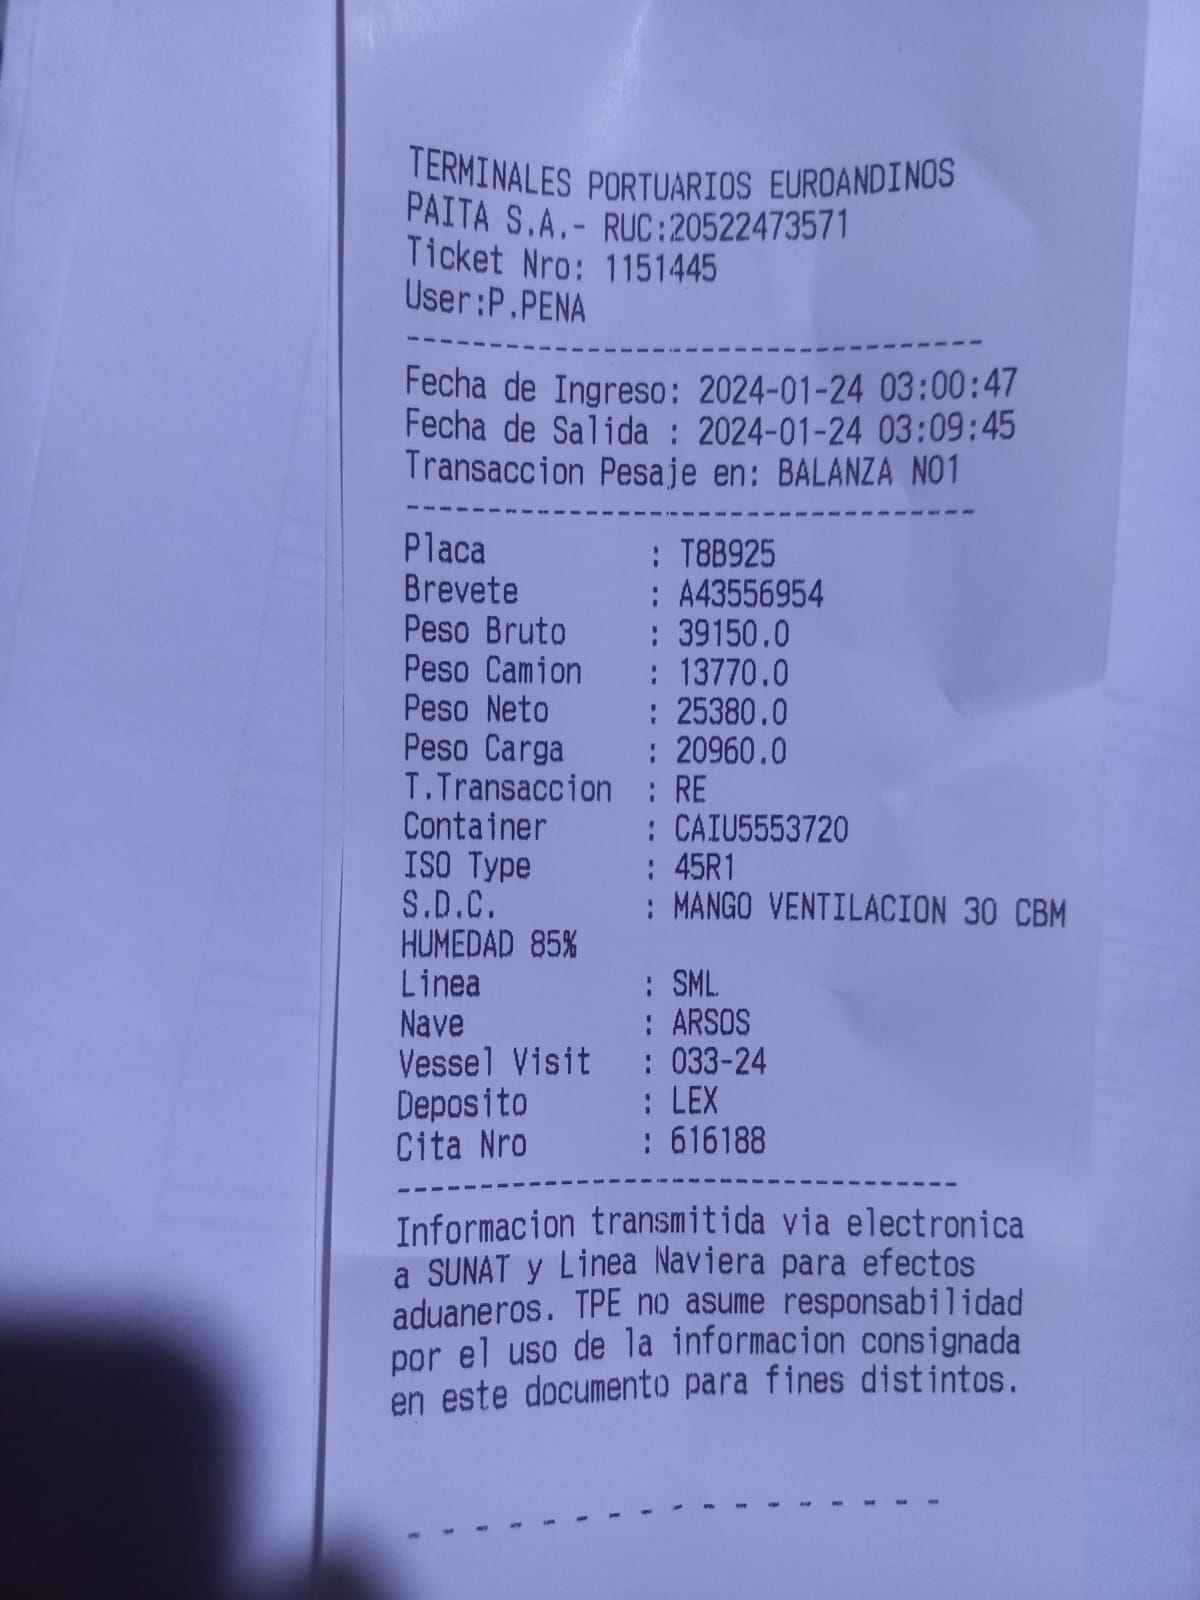 TERMINALES PORTUARIOS EUROANDINOS
PAITA S.A.- RUC:20522473571
Ticket Nro: 1151445
User:P.PENA
-----------------------------------
Fecha de Ingreso: 2024-01-24 03:00:47
Fecha de Salida : 2024-01-24 03:09:45
Transaccion Pesaje en: BALANZA NO1
-----------------------------------
Placa : T8B925
Brevete : A43556954
Peso Bruto : 39150.0
Peso Camion : 13770.0
Peso Neto : 25380.0
Peso Carga : 20960.0
T.Transaccion : RE
Container : CAIU5553720
ISO Type : 45R1
S.D.C. : MANGO VENTILACION 30 CBM
HUMEDAD 85%
Linea : SML
Nave : ARSOS
Vessel Visit : 033-24
Deposito : LEX
Cita Nro : 616188
-----------------------------------
Informacion transmitida via electronica
a SUNAT y Linea Naviera para efectos
aduaneros. TPE no asume responsabilidad
por el uso de la informacion consignada
en este documento para fines distintos.
- - - - - - - - - - - - - - - - -